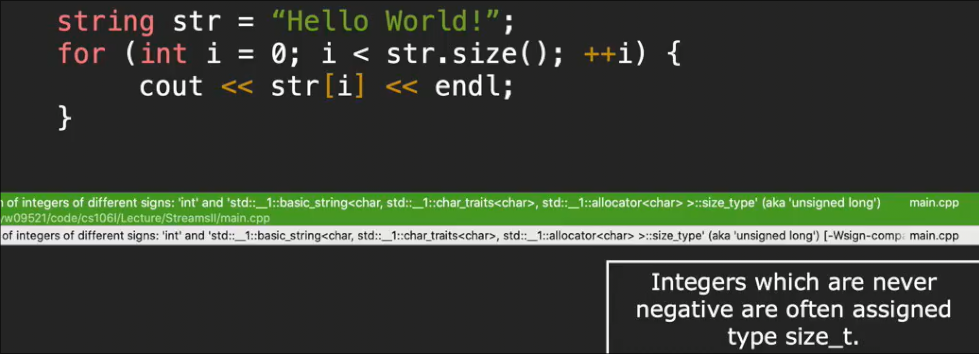 string str = “Hello World!”;
for (int i = 0; i < str.size(); ++i) {
cout << str[i] << endl;
}
n of integers of different signs: 'int' and 'std::__1::basic_string<char, std::__1::char_traits<char>, std::__1::allocator<char> >::size_type' (aka 'unsigned long') main.cpp
/w09521/code/cs106l/Lecture/StreamsII/main.cpp
of integers of different signs: 'int' and 'std::__1::basic_string<char, std::__1::char_traits<char>, std::__1::allocator<char> >::size_type' (aka 'unsigned long') [-Wsign-comp main.cpp
Integers which are never
negative are often assigned
type size_t.